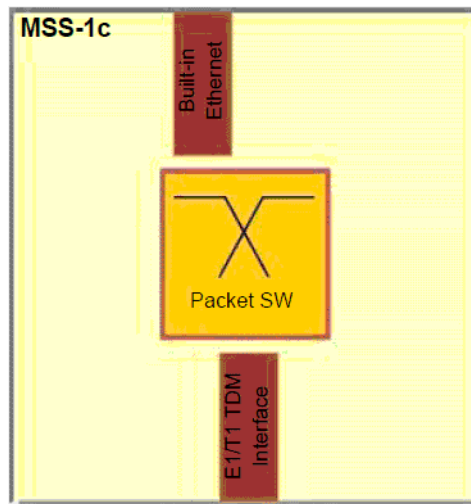 MSS-1c
Built-in
Ethernet
Packet SW
E1/T1 TDM
Interface